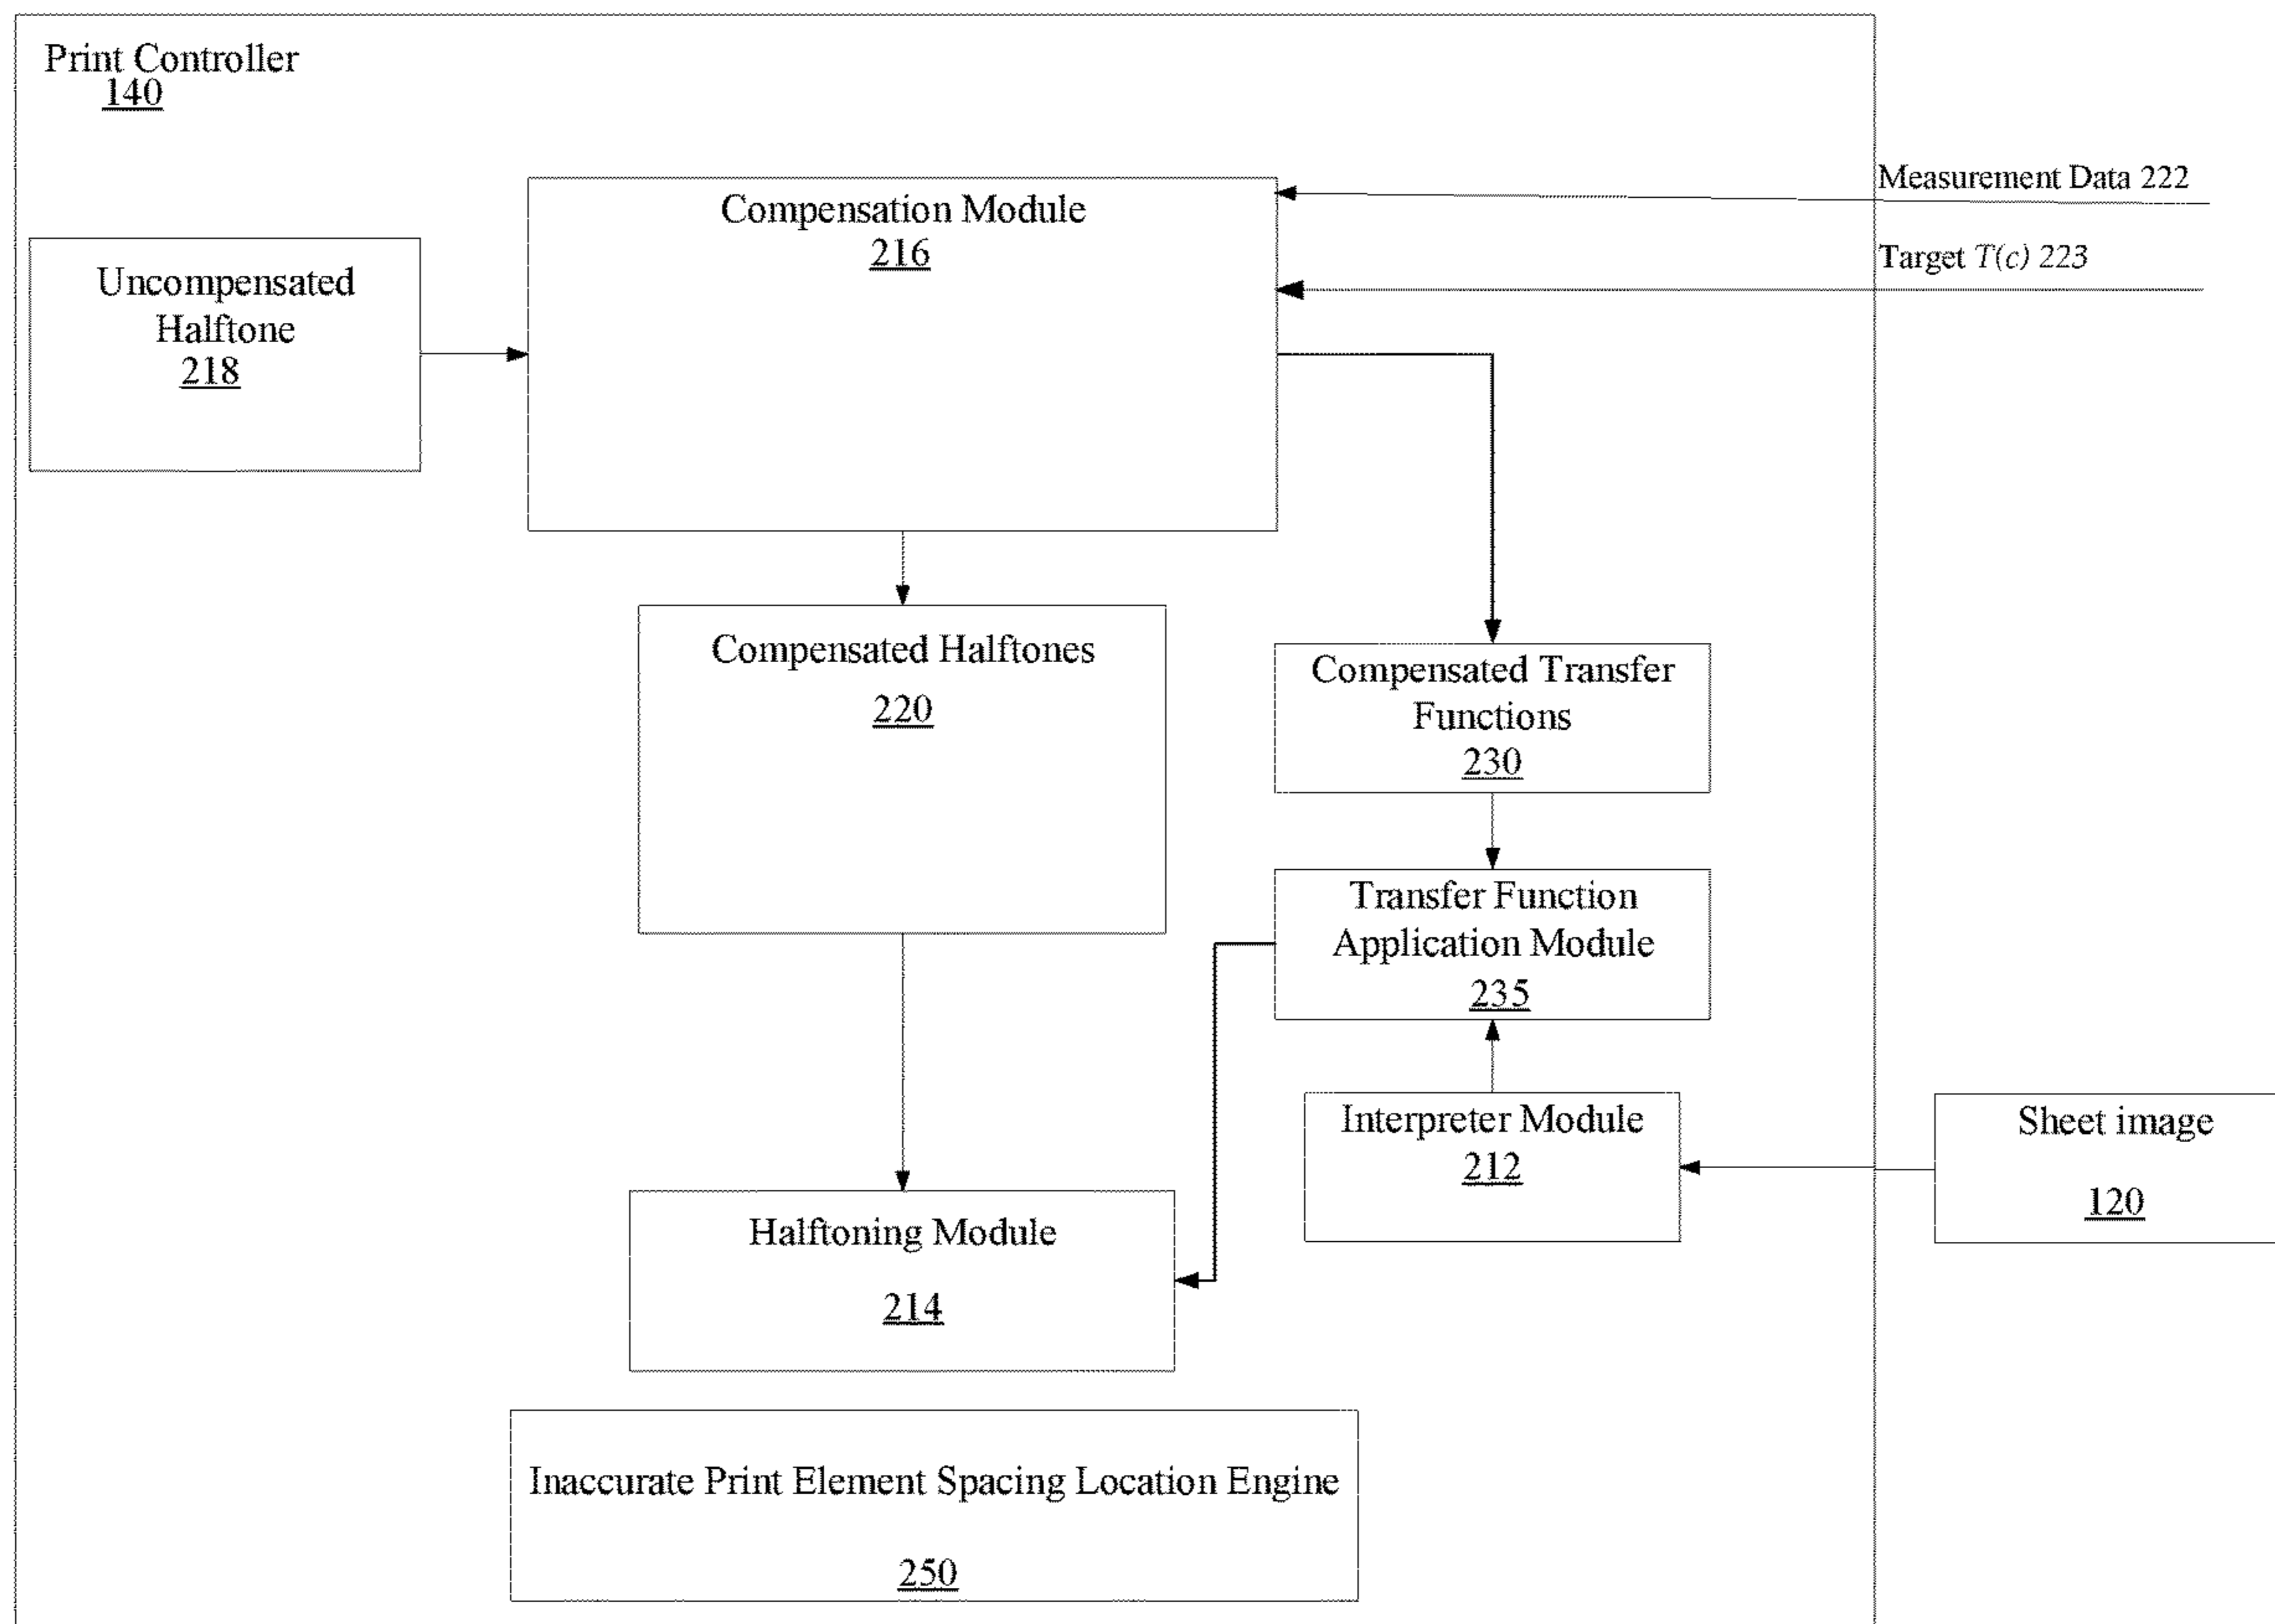 Print Controller
140
Measurement Data 222
Compensation Module
216
Target T(c) 223
Uncompensated
Halftone
218
Compensated Halftones
220
Compensated Transfer
Functions
230
Transfer Function
Application Module
235
Interpreter Module
212
Sheet image
120
Halftoning Module
214
Inaccurate Print Element Spacing Location Engine
250